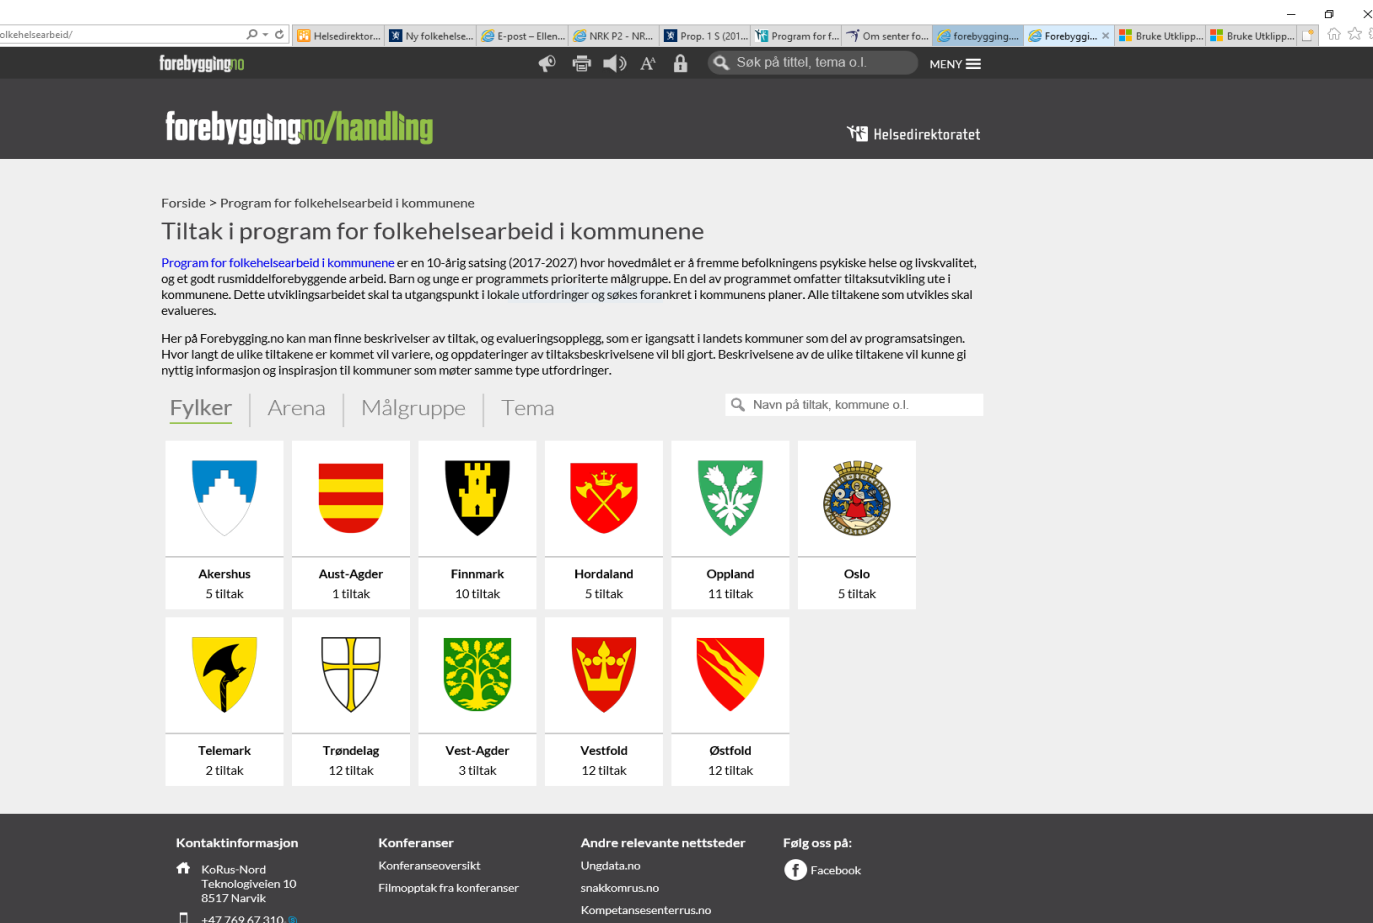 olkehelsearbeid/
Helsedirektor...
Ny folkehelse...
E-post – Ellen...
NRK P2 - NR...
Prop. 1 S (201...
Program for f...
Om senter fo...
forebygging....
Forebyggi...
Bruke Utklipp...
Bruke Utklipp...
forebyggingno
Søk på tittel, tema o.l.
MENY
forebyggingno/handling
Helsedirektoratet
Forside > Program for folkehelsearbeid i kommunene
Tiltak i program for folkehelsearbeid i kommunene
Program for folkehelsearbeid i kommunene er en 10-årig satsing (2017-2027) hvor hovedmålet er å fremme befolkningens psykiske helse og livskvalitet,
og et godt rusmiddelforebyggende arbeid. Barn og unge er programmets prioriterte målgruppe. En del av programmet omfatter tiltaksutvikling ute i
kommunene. Dette utviklingsarbeidet skal ta utgangspunkt i lokale utfordringer og søkes forankret i kommunens planer. Alle tiltakene som utvikles skal
evalueres.
Her på Forebygging.no kan man finne beskrivelser av tiltak, og evalueringsopplegg, som er igangsatt i landets kommuner som del av programsatsingen.
Hvor langt de ulike tiltakene er kommet vil variere, og oppdateringer av tiltaksbeskrivelsene vil bli gjort. Beskrivelsene av de ulike tiltakene vil kunne gi
nyttig informasjon og inspirasjon til kommuner som møter samme type utfordringer.
Fylker
Arena
Målgruppe
Tema
Navn på tiltak, kommune o.l.
Akershus
5 tiltak
Aust-Agder
1 tiltak
Finnmark
10 tiltak
Hordaland
5 tiltak
Oppland
11 tiltak
Oslo
5 tiltak
Telemark
2 tiltak
Trøndelag
12 tiltak
Vest-Agder
3 tiltak
Vestfold
12 tiltak
Østfold
12 tiltak
Kontaktinformasjon
KoRus-Nord
Teknologiveien 10
8517 Narvik
+47 769 67 310
Konferanser
Konferanseoversikt
Filmopptak fra konferanser
Andre relevante nettsteder
Ungdata.no
snakkomrus.no
Kompetansesenterrus.no
Følg oss på:
Facebook